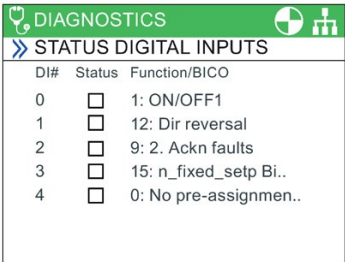 DIAGNOSTICS
STATUS DIGITAL INPUTS
DI# Status Function/BICO
0 1: ON/OFF1
1 12: Dir reversal
2 9: 2. Ackn faults
3 15: n_fixed_setp Bi..
4 0: No pre-assignmen..